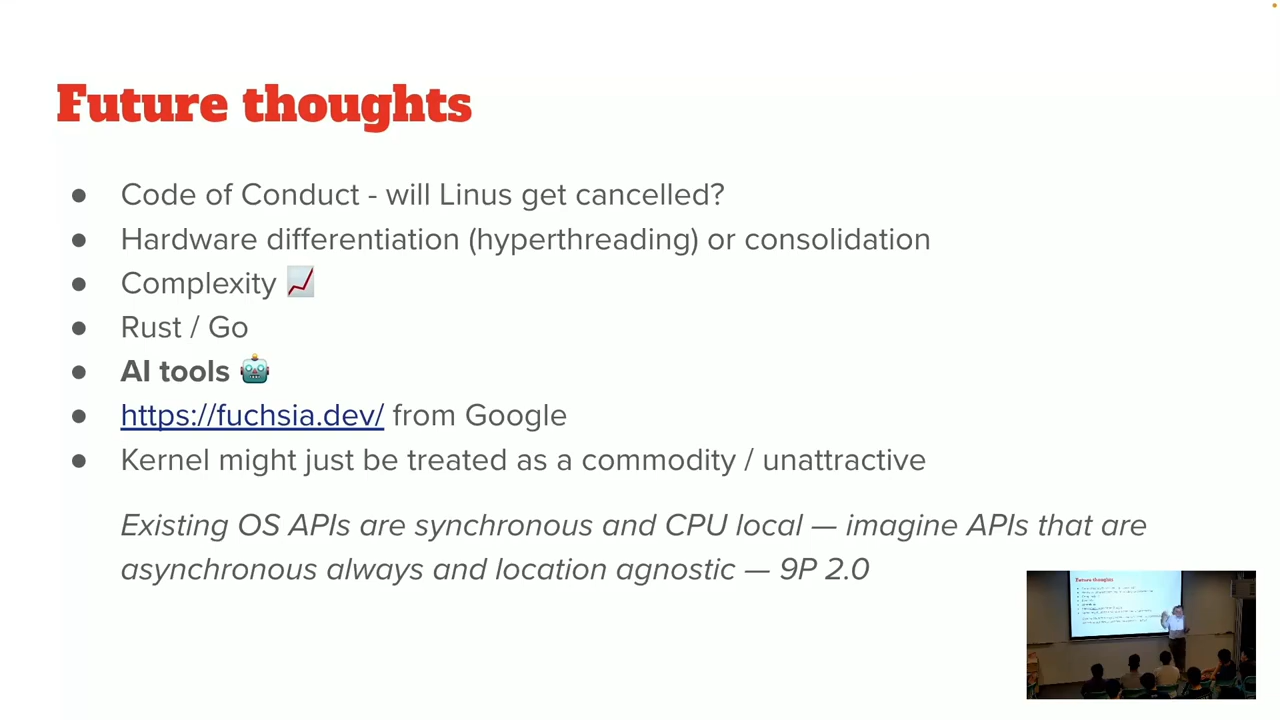 Future thoughts
● Code of Conduct - will Linus get cancelled?
● Hardware differentiation (hyperthreading) or consolidation
● Complexity 📈
● Rust / Go
● AI tools 🤖
● https://fuchsia.dev/ from Google
● Kernel might just be treated as a commodity / unattractive
Existing OS APIs are synchronous and CPU local — imagine APIs that are
asynchronous always and location agnostic — 9P 2.0
Future thoughts